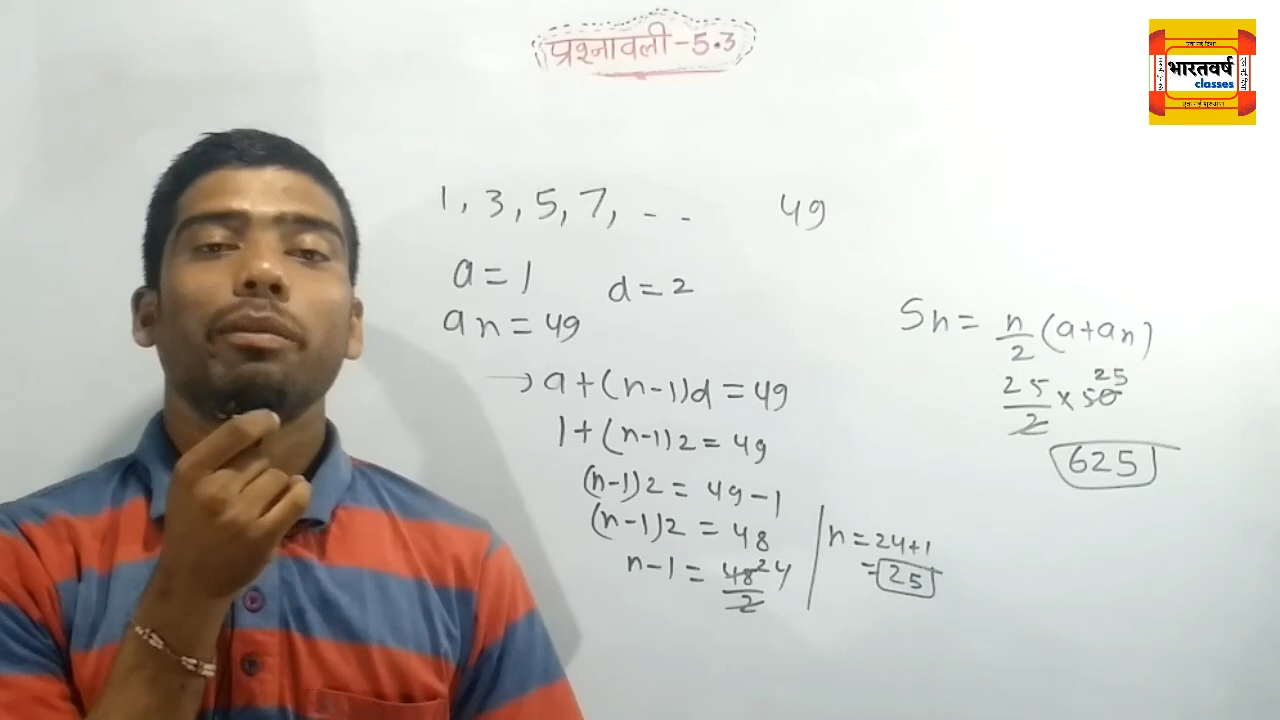 प्रश्नावली-5.3
भारतवर्ष
classes
1, 3, 5, 7, - - 49
a = 1 d = 2
an = 49
→ a + (n-1)d = 49
1 + (n-1)2 = 49
(n-1)2 = 49 - 1
(n-1)2 = 48
n-1 = 48/2 24
n = 24+1
= 25
Sn = n/2 (a+an)
25/2 × 50 25
625